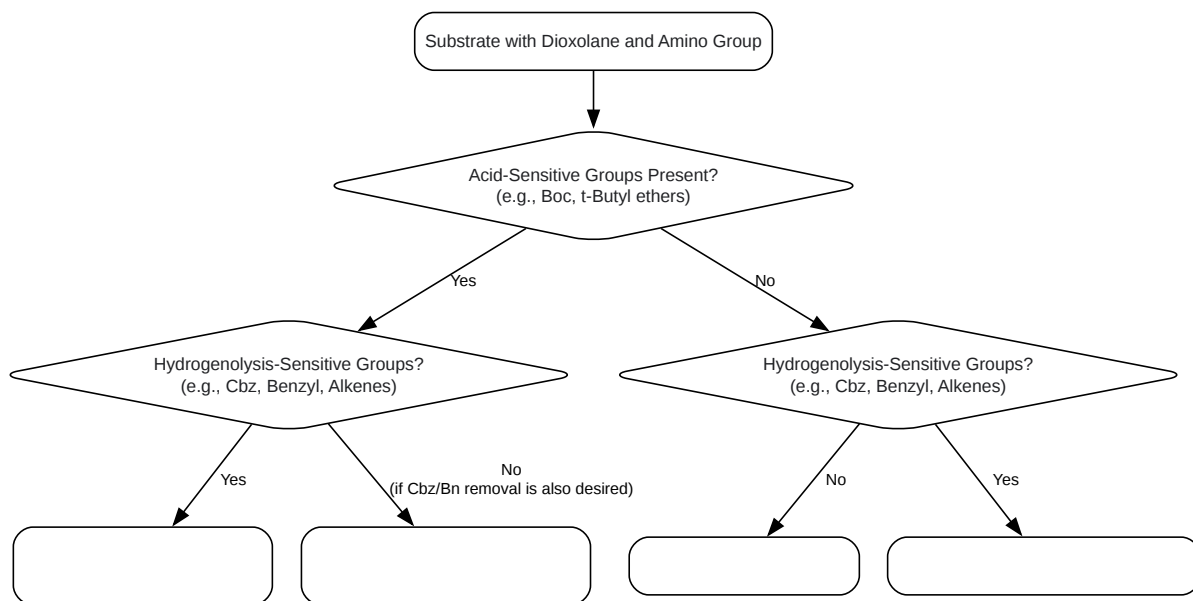 Substrate with Dioxolane and Amino Group
Acid-Sensitive Groups Present?
(e.g., Boc, t-Butyl ethers)
Yes
No
Hydrogenolysis-Sensitive Groups?
(e.g., Cbz, Benzyl, Alkenes)
Hydrogenolysis-Sensitive Groups?
(e.g., Cbz, Benzyl, Alkenes)
Yes
No
(if Cbz/Bn removal is also desired)
No
Yes